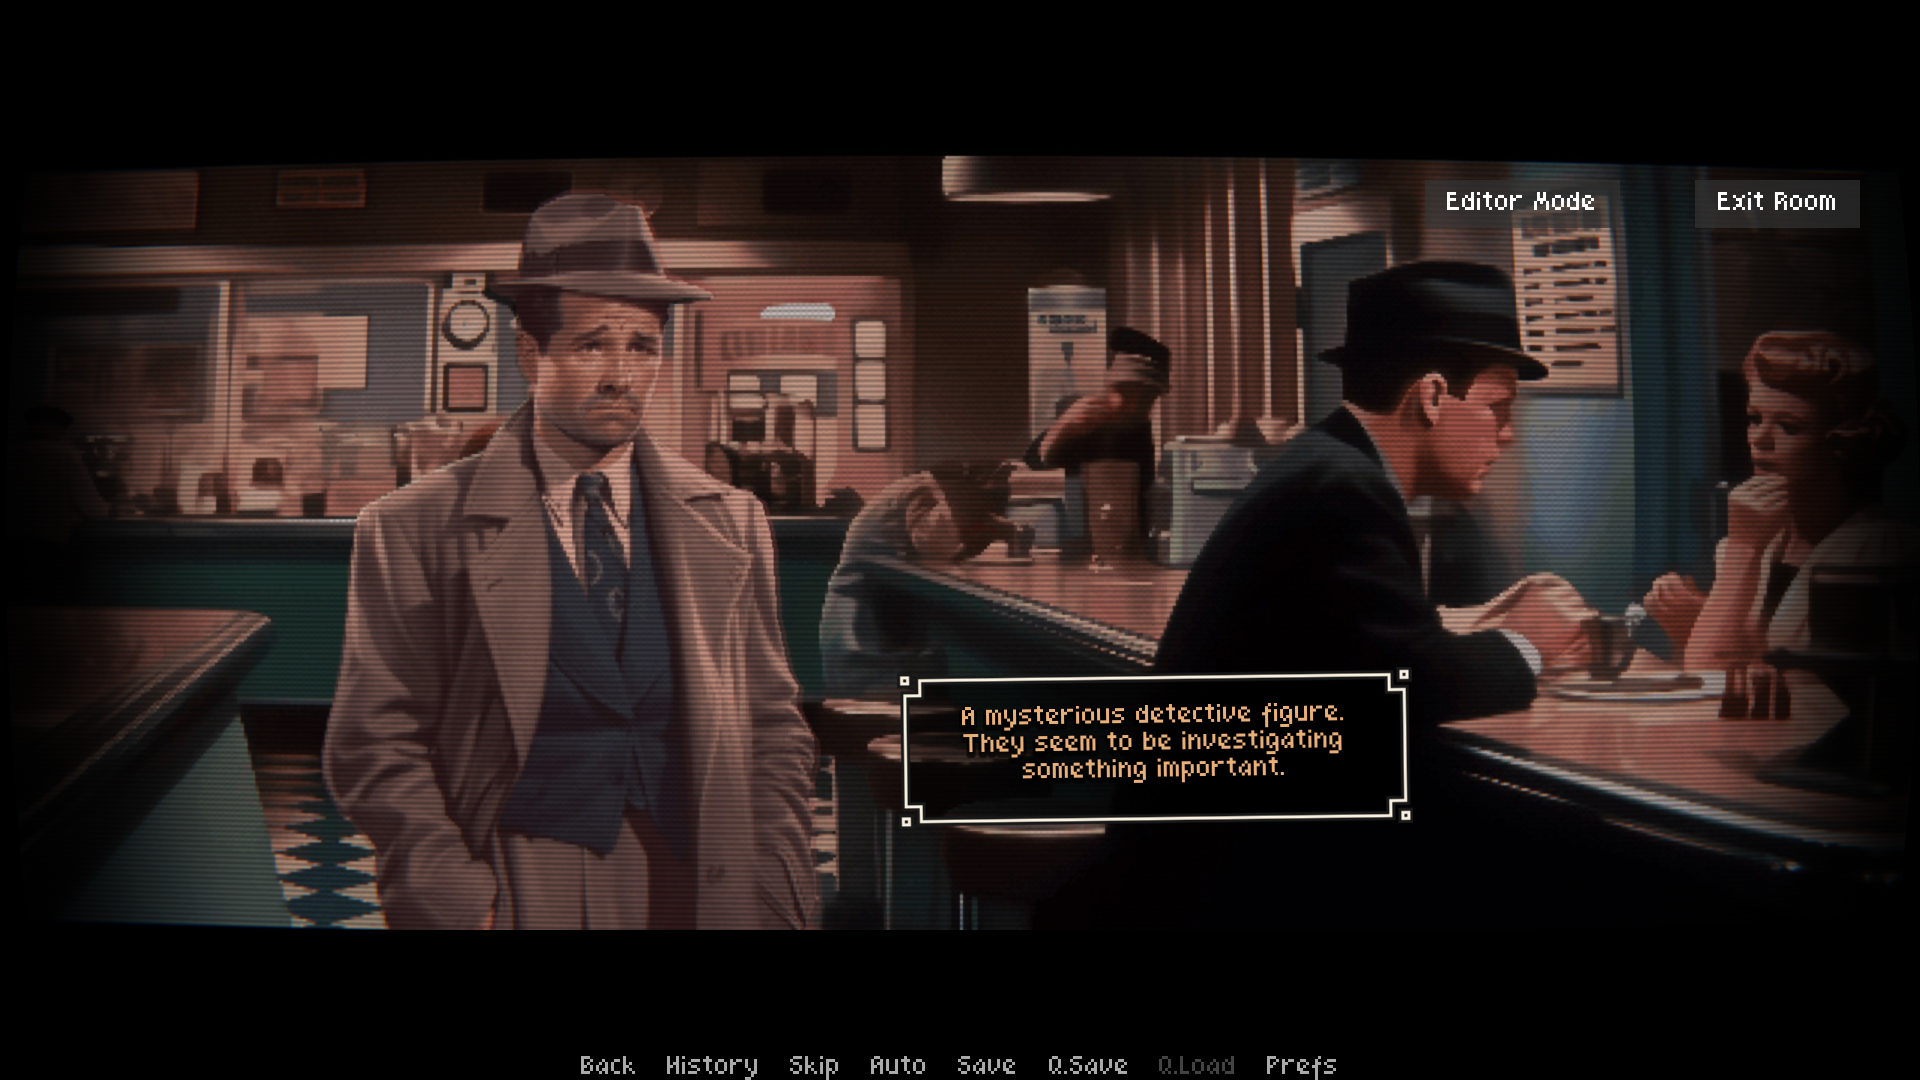 Editor Mode
Exit Room
A mysterious detective figure.
They seem to be investigating
something important.
Back History Skip Auto Save Q.Save Q.Load Prefs